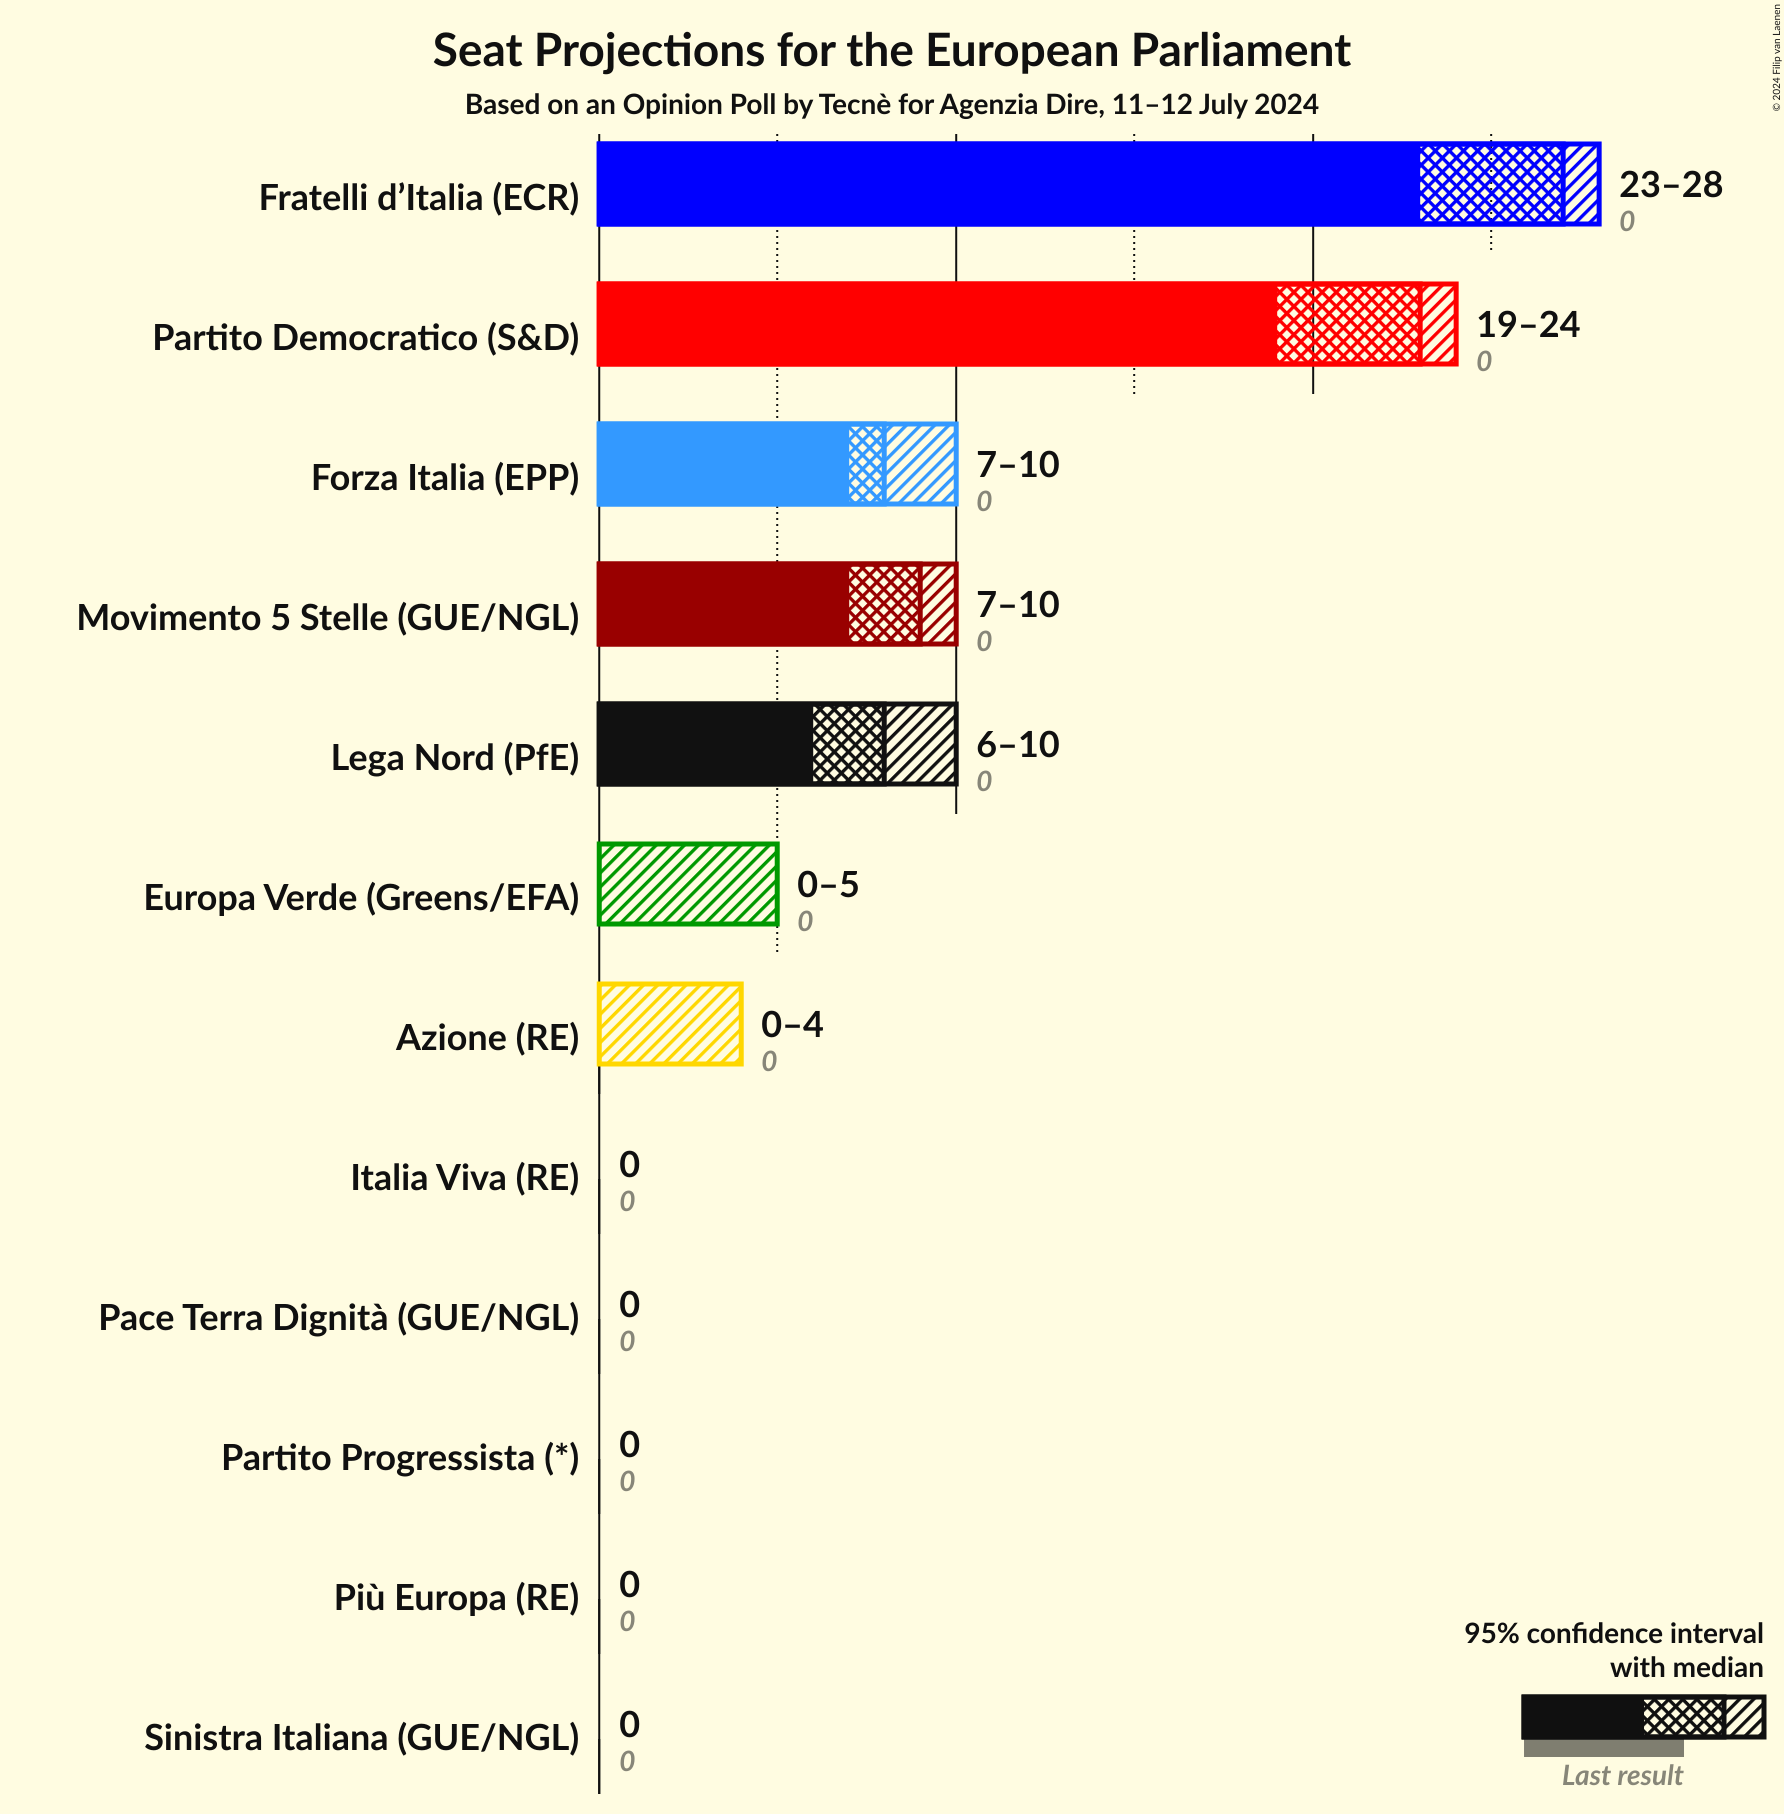 Seat Projections for the European Parliament
Based on an Opinion Poll by Tecnè for Agenzia Dire, 11–12 July 2024
© 2024 Filip van Laenen
Fratelli d’Italia (ECR)
23–28
0
Partito Democratico (S&D)
19–24
0
Forza Italia (EPP)
7–10
0
Movimento 5 Stelle (GUE/NGL)
7–10
0
Lega Nord (PfE)
6–10
0
Europa Verde (Greens/EFA)
0–5
0
Azione (RE)
0–4
0
Italia Viva (RE)
0
0
Pace Terra Dignità (GUE/NGL)
0
0
Partito Progressista (*)
0
0
Più Europa (RE)
0
0
Sinistra Italiana (GUE/NGL)
0
0
95% confidence interval
with median
Last result